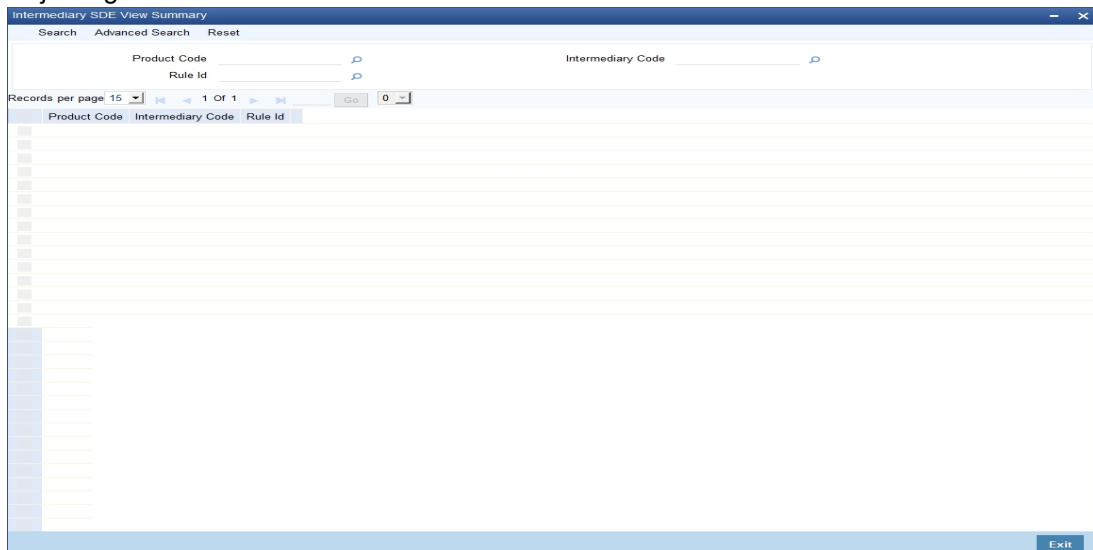 Intermediary SDE View Summary
Search Advanced Search Reset
Product Code Intermediary Code
Rule Id
Records per page 15 1 Of 1 Go 0
Product Code Intermediary Code Rule Id
Exit